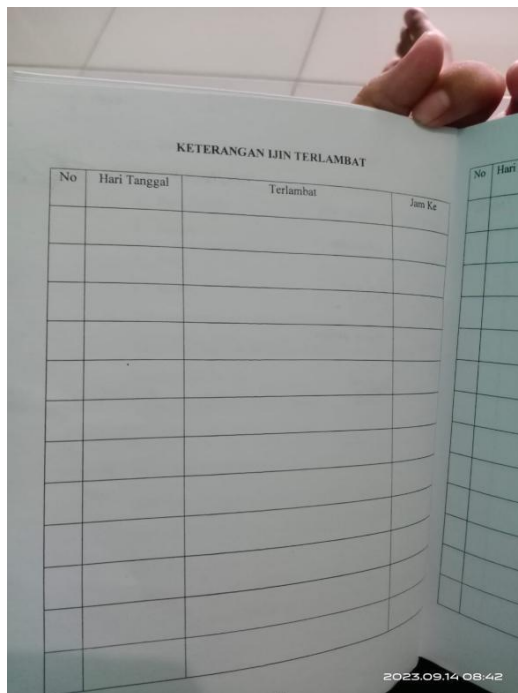 KETERANGAN IJIN TERLAMBAT
No Hari Tanggal Terlambat Jam Ke
No Hari
2023.09.14 08:42